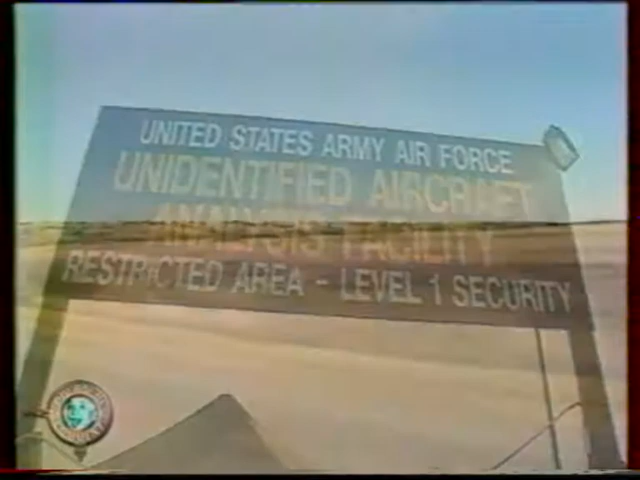 UNITED STATES ARMY AIR FORCE
UNIDENTIFIED AIRCRAFT
ANALYSIS FACILITY
RESTRICTED AREA - LEVEL 1 SECURITY